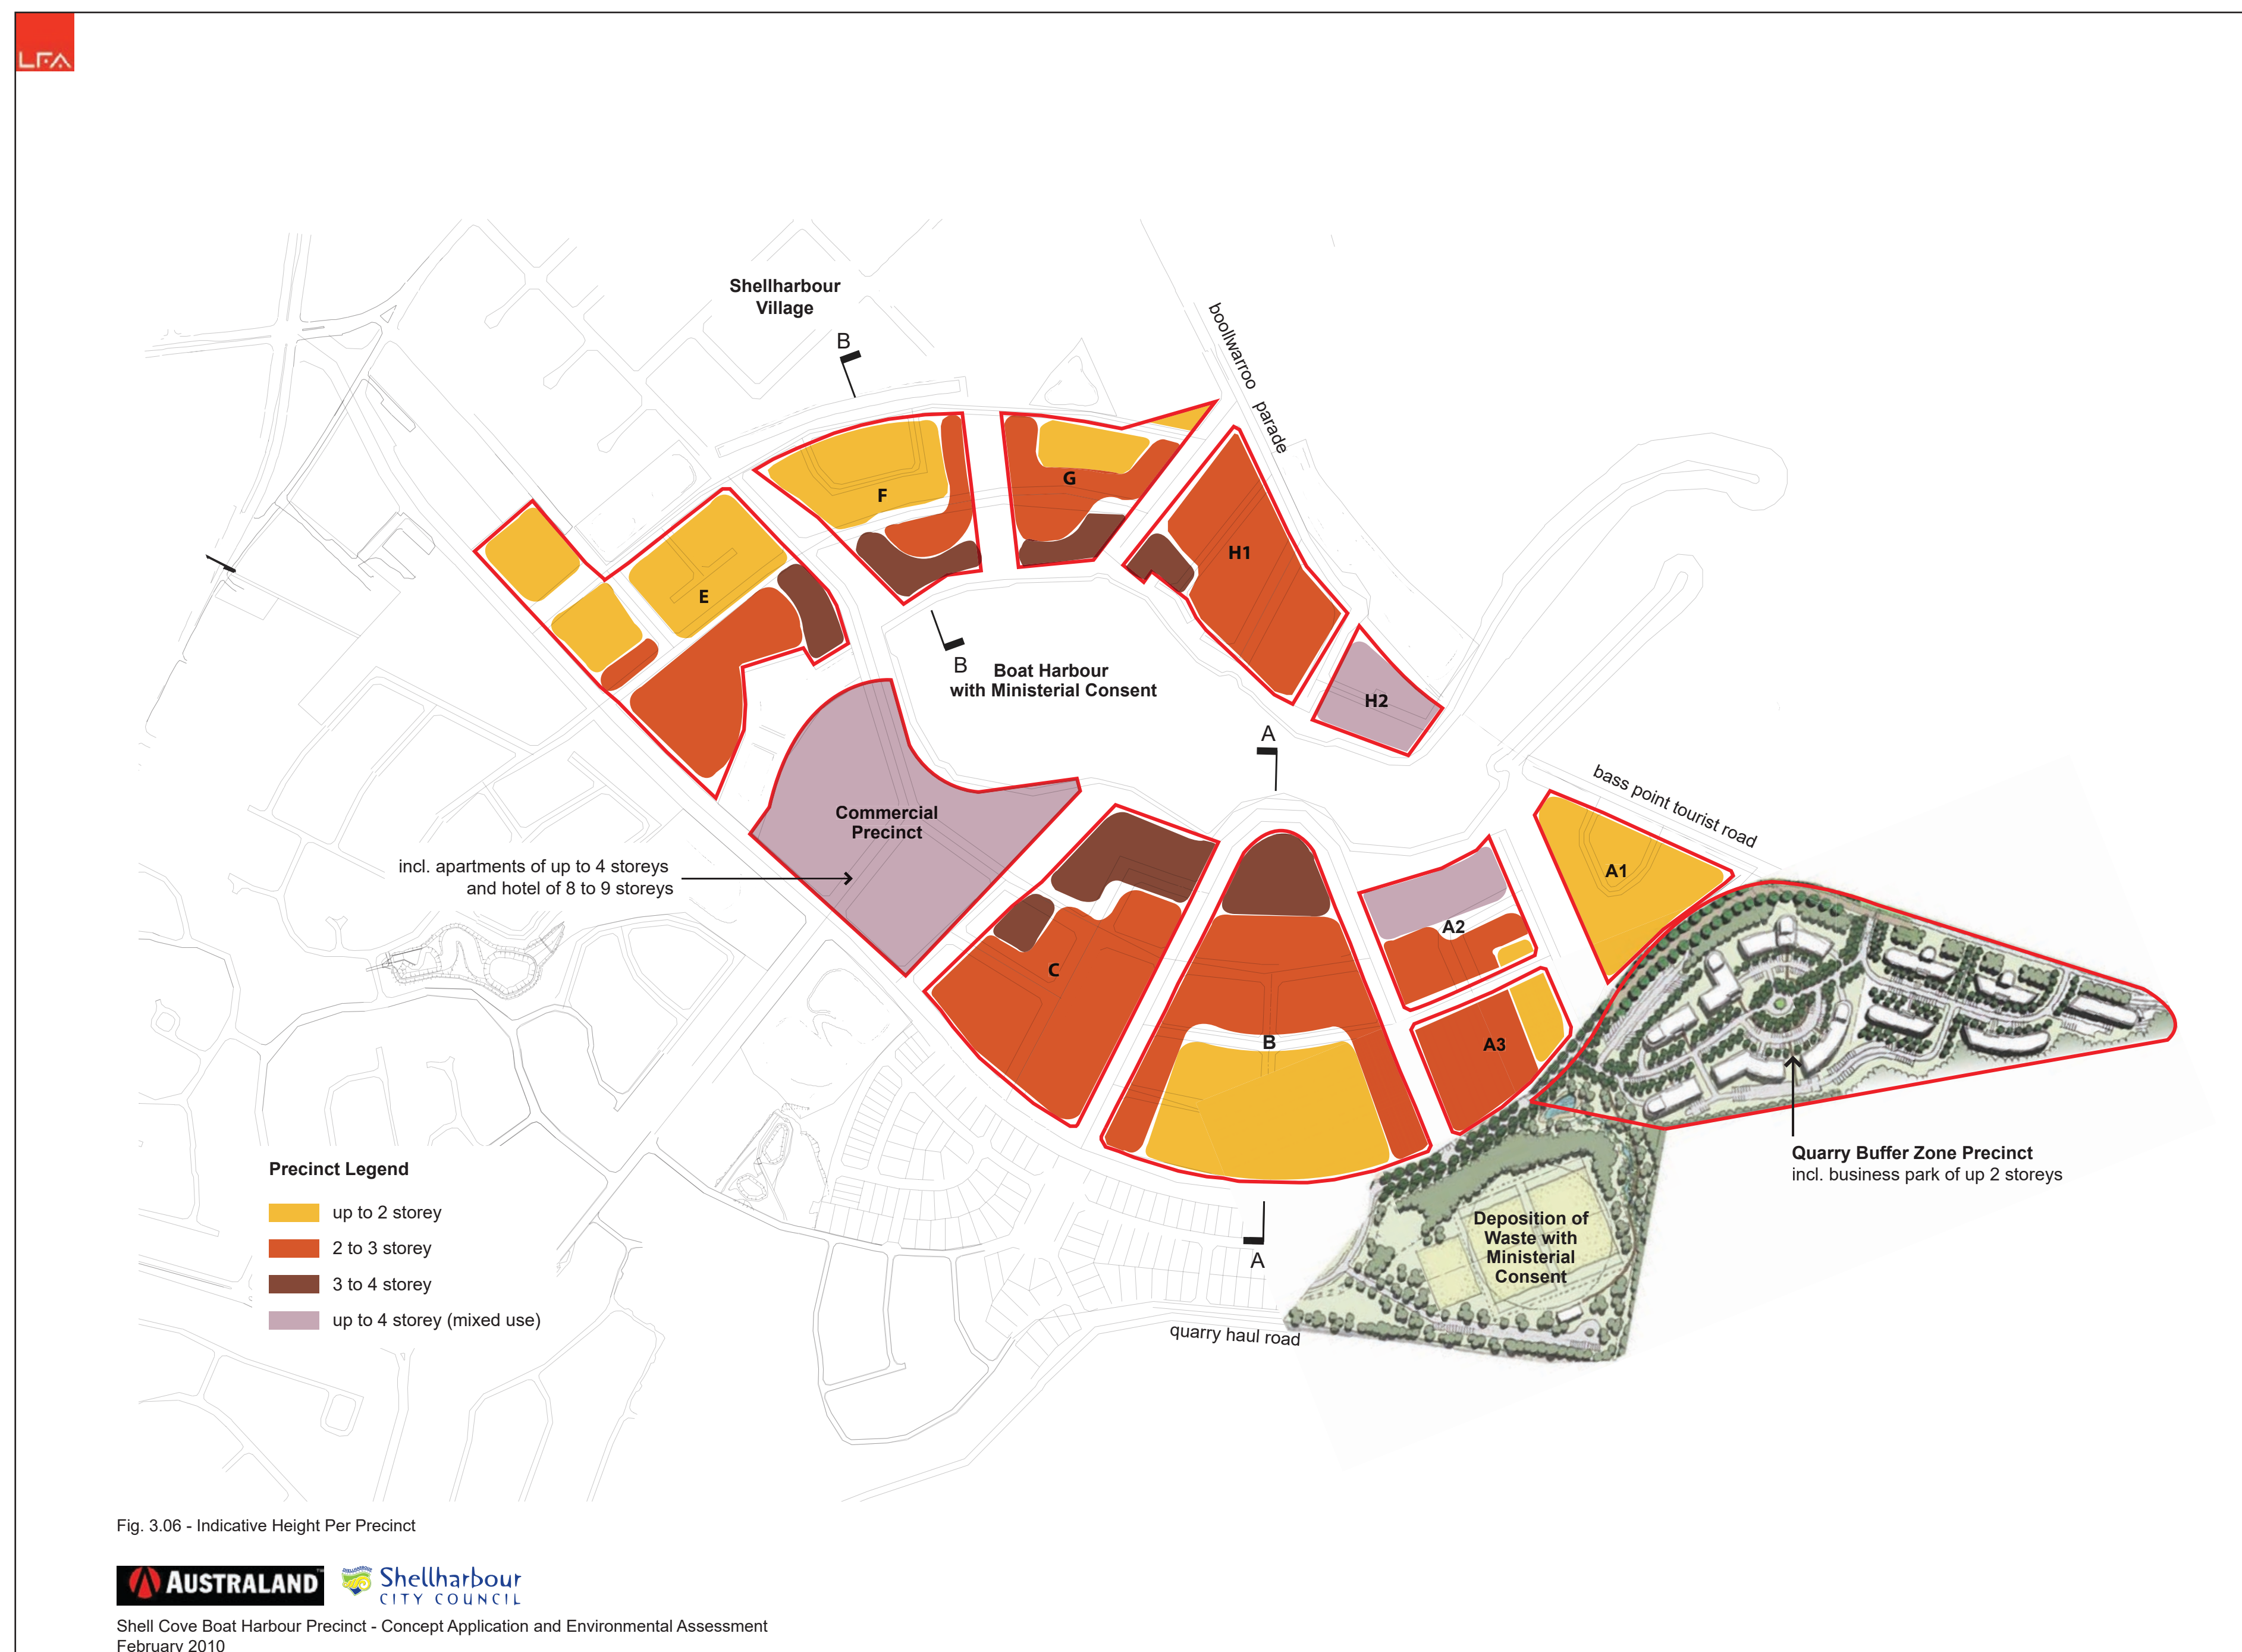 LFA
Shellharbour
Village
B
boollwarroo parade
F
G
H1
E
B
Boat Harbour
with Ministerial Consent
H2
A
bass point tourist road
Commercial
Precinct
incl. apartments of up to 4 storeys
and hotel of 8 to 9 storeys
A1
A2
C
B
A3
Quarry Buffer Zone Precinct
incl. business park of up 2 storeys
Precinct Legend
up to 2 storey
2 to 3 storey
3 to 4 storey
up to 4 storey (mixed use)
Deposition of
Waste with
Ministerial
Consent
A
quarry haul road
Fig. 3.06 - Indicative Height Per Precinct
AUSTRALAND
Shellharbour
CITY COUNCIL
Shell Cove Boat Harbour Precinct - Concept Application and Environmental Assessment
February 2010